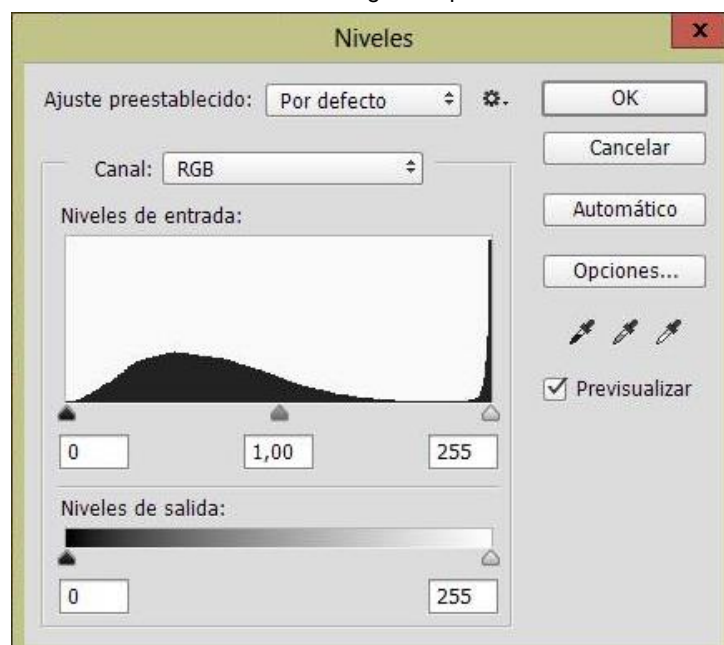 Niveles
x
Ajuste preestablecido: Por defecto
OK
Cancelar
Canal: RGB
Automático
Niveles de entrada:
Opciones...
Previsualizar
0 1,00 255
Niveles de salida:
0 255